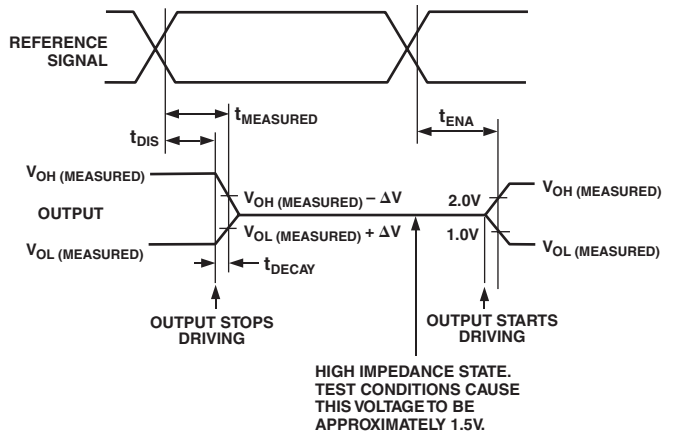 REFERENCE
SIGNAL
tMEASURED
tENA
tDIS
VOH (MEASURED)
VOH (MEASURED) – ΔV
2.0V
VOH (MEASURED)
OUTPUT
VOL (MEASURED) + ΔV
1.0V
VOL (MEASURED)
VOL (MEASURED)
tDECAY
OUTPUT STOPS
DRIVING
OUTPUT STARTS
DRIVING
HIGH IMPEDANCE STATE.
TEST CONDITIONS CAUSE
THIS VOLTAGE TO BE
APPROXIMATELY 1.5V.